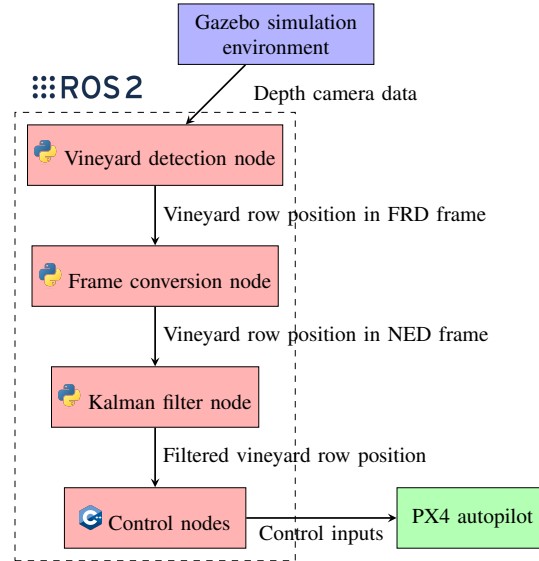 Gazebo simulation
environment
ROS 2
Depth camera data
Vineyard detection node
Vineyard row position in FRD frame
Frame conversion node
Vineyard row position in NED frame
Kalman filter node
Filtered vineyard row position
C++ Control nodes
Control inputs
PX4 autopilot